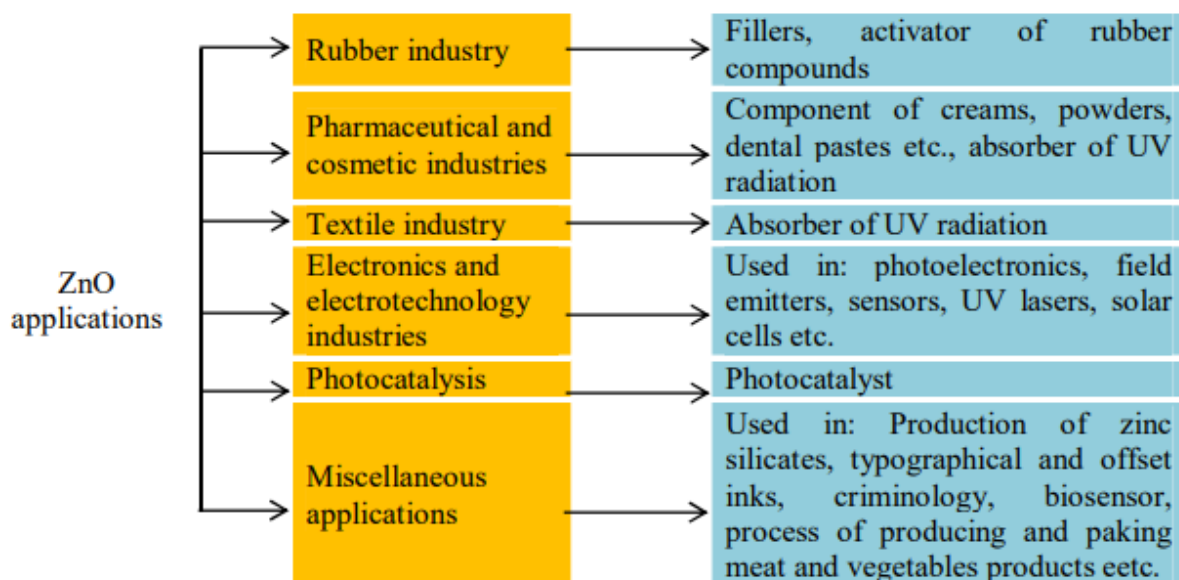 ZnO
applications
Rubber industry
Fillers, activator of rubber
compounds
Pharmaceutical and
cosmetic industries
Component of creams, powders,
dental pastes etc., absorber of UV
radiation
Textile industry
Absorber of UV radiation
Electronics and
electrotechnology
industries
Used in: photoelectronics, field
emitters, sensors, UV lasers, solar
cells etc.
Photocatalysis
Photocatalyst
Miscellaneous
applications
Used in: Production of zinc
silicates, typographical and offset
inks, criminology, biosensor,
process of producing and paking
meat and vegetables products eetc.